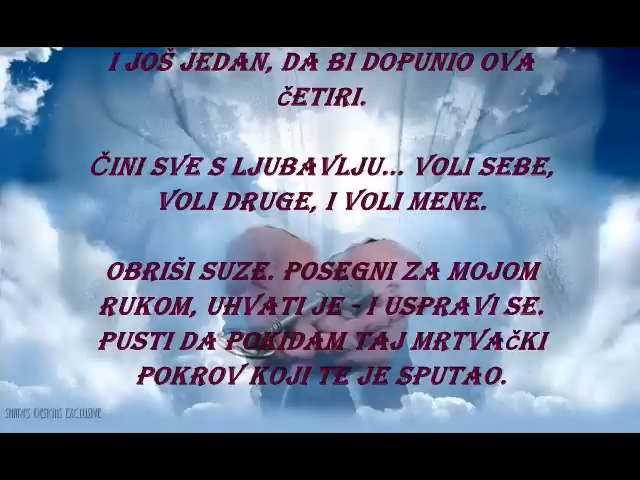 I JOŠ JEDAN, DA BI DOPUNIO OVA
ČETIRI.
ČINI SVE S LJUBAVLJU... VOLI SEBE,
VOLI DRUGE, I VOLI MENE.
OBRIŠI SUZE. POSEGNI ZA MOJOM
RUKOM, UHVATI JE - I USPRAVI SE.
PUSTI DA POKIDAM TAJ MRTVAČKI
POKROV KOJI TE JE SPUTAO.
DESIGNS EXCLUSIVE